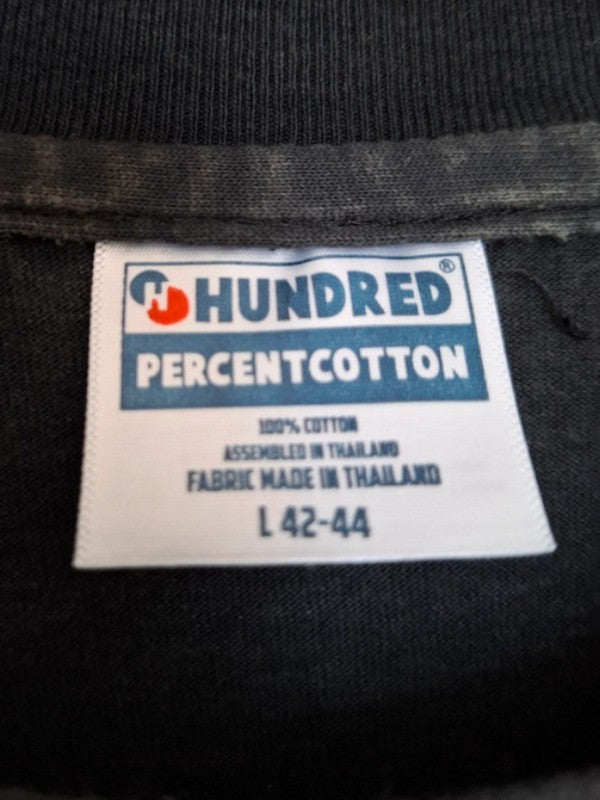 H HUNDRED®
PERCENTCOTTON
100% COTTON
ASSEMBLED IN THAILAND
FABRIC MADE IN THAILAND
L 42-44